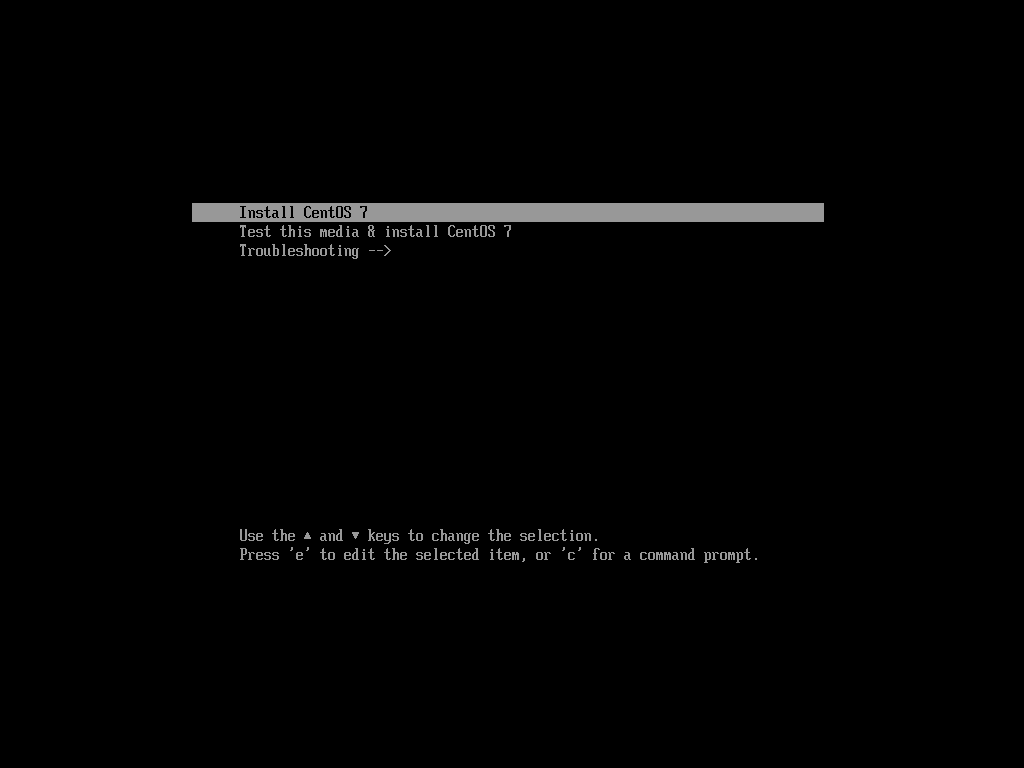 Install CentOS 7
Test this media & install CentOS 7
Troubleshooting -->
Use the ▲ and ▼ keys to change the selection.
Press 'e' to edit the selected item, or 'c' for a command prompt.